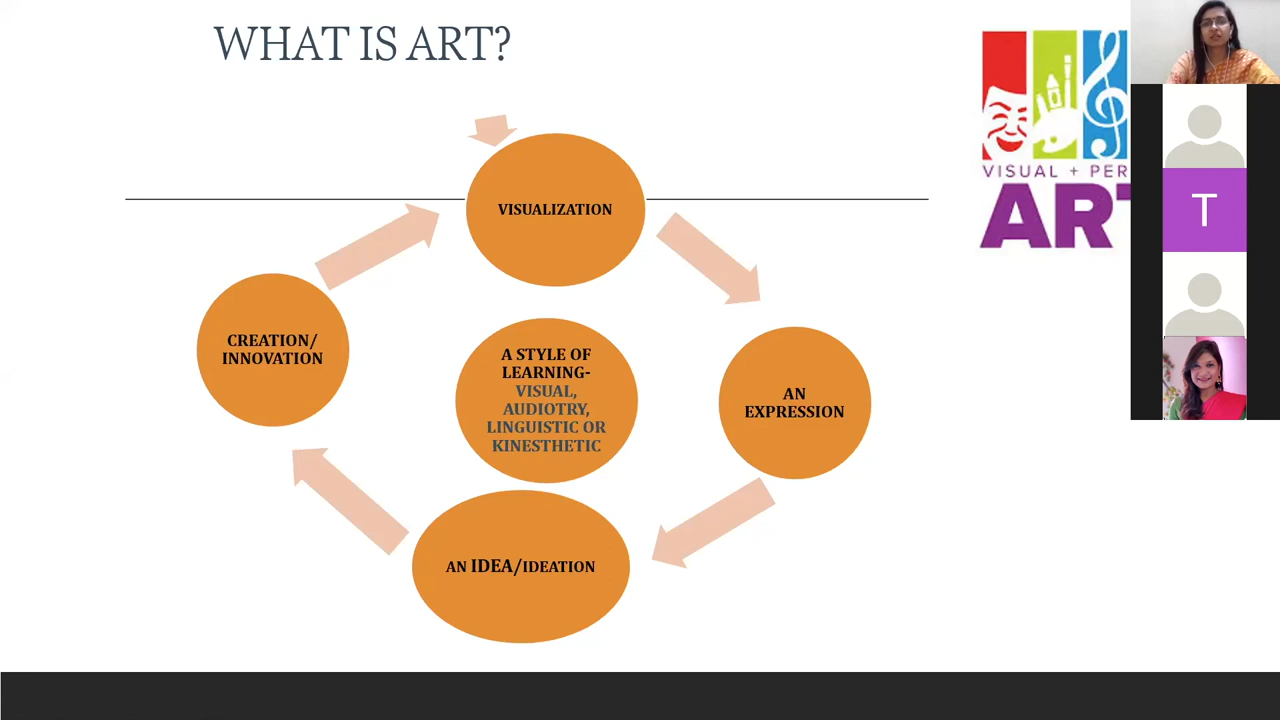 WHAT IS ART?
VISUALIZATION
AN
EXPRESSION
AN IDEA/IDEATION
CREATION/
INNOVATION
A STYLE OF
LEARNING-
VISUAL,
AUDIOTRY,
LINGUISTIC OR
KINESTHETIC
VISUAL + PER
ART
T